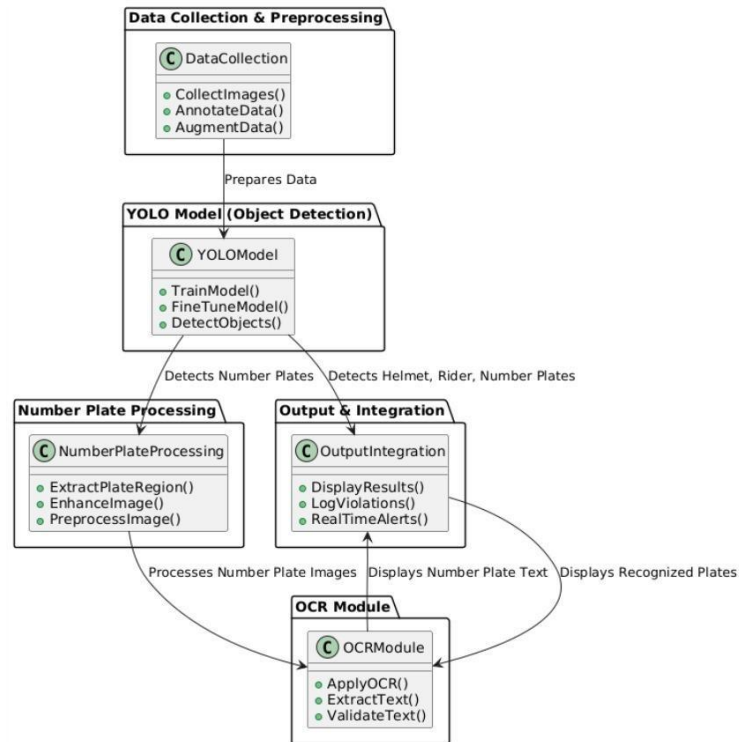 Data Collection & Preprocessing
C DataCollection
CollectImages()
AnnotateData()
AugmentData()
Prepares Data
YOLO Model (Object Detection)
C YOLOModel
TrainModel()
FineTuneModel()
DetectObjects()
Detects Number Plates
Detects Helmet, Rider, Number Plates
Number Plate Processing
C NumberPlateProcessing
ExtractPlateRegion()
EnhanceImage()
PreprocessImage()
Output & Integration
C OutputIntegration
DisplayResults()
LogViolations()
RealTimeAlerts()
Processes Number Plate Images
Displays Number Plate Text
Displays Recognized Plates
OCR Module
C OCRModule
ApplyOCR()
ExtractText()
ValidateText()